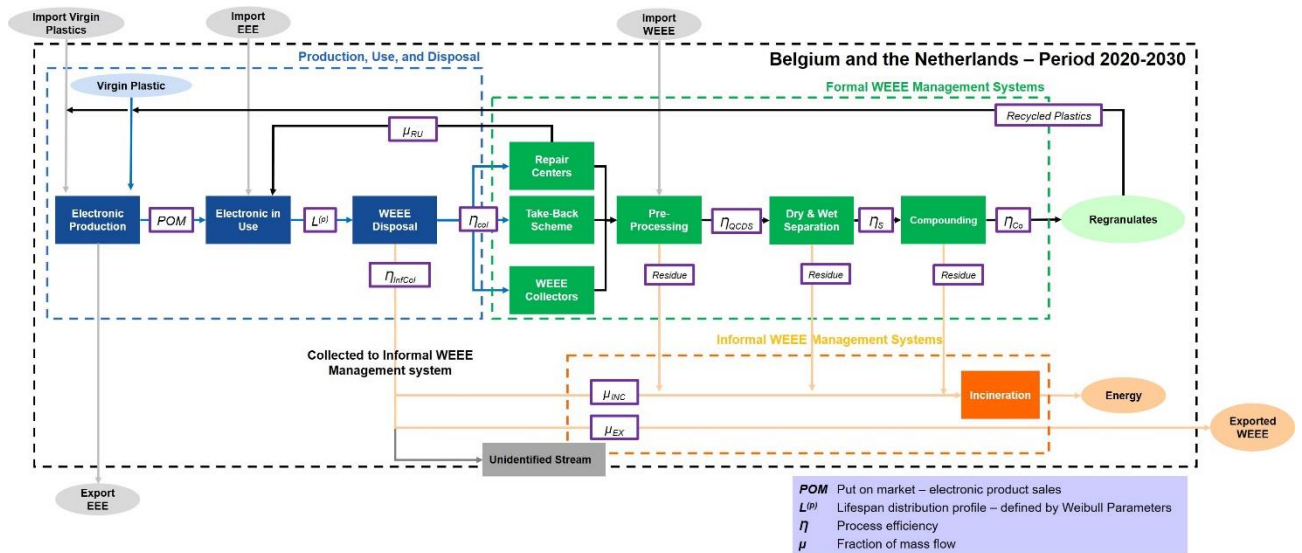 Import Virgin
Plastics
Import
EEE
Import
WEEE
Belgium and the Netherlands – Period 2020-2030
Production, Use, and Disposal
Formal WEEE Management Systems
Virgin Plastic
Recycled Plastics
μRU
Repair
Centers
Electronic
Production
POM
Electronic in
Use
L(p)
WEEE
Disposal
ηcol
Take-Back
Scheme
Pre-
Processing
ηQCDS
Dry & Wet
Separation
ηS
Compounding
ηCo
Regranulates
ηInfCol
WEEE
Collectors
Residue
Residue
Residue
Informal WEEE Management Systems
Collected to Informal WEEE
Management system
μINC
Incineration
Energy
μEX
Exported
WEEE
Unidentified Stream
Export
EEE
POM Put on market – electronic product sales
L(p) Lifespan distribution profile – defined by Weibull Parameters
η Process efficiency
μ Fraction of mass flow